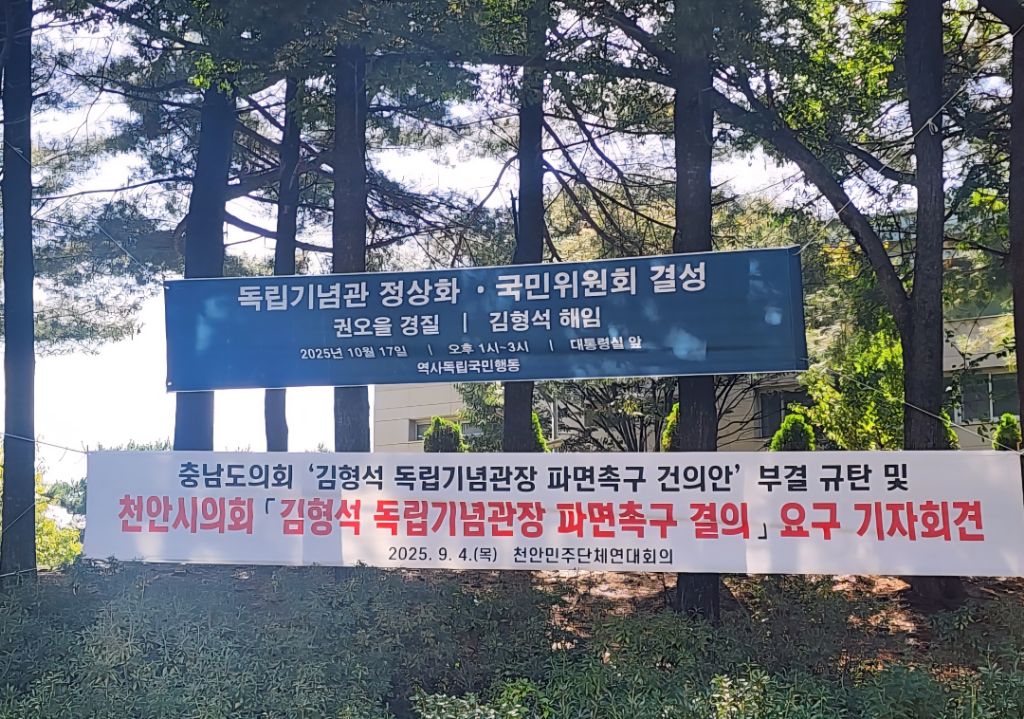 독립기념관 정상화 · 국민위원회 결성
권오을 경질 | 김형석 해임
2025년 10월 17일 | 오후 1시~3시 | 대통령실 앞
역사독립국민행동
충남도의회 ‘김형석 독립기념관장 파면촉구 건의안’ 부결 규탄 및
천안시의회 「김형석 독립기념관장 파면촉구 결의」 요구 기자회견
2025. 9. 4.(목) 천안민주단체연대회의